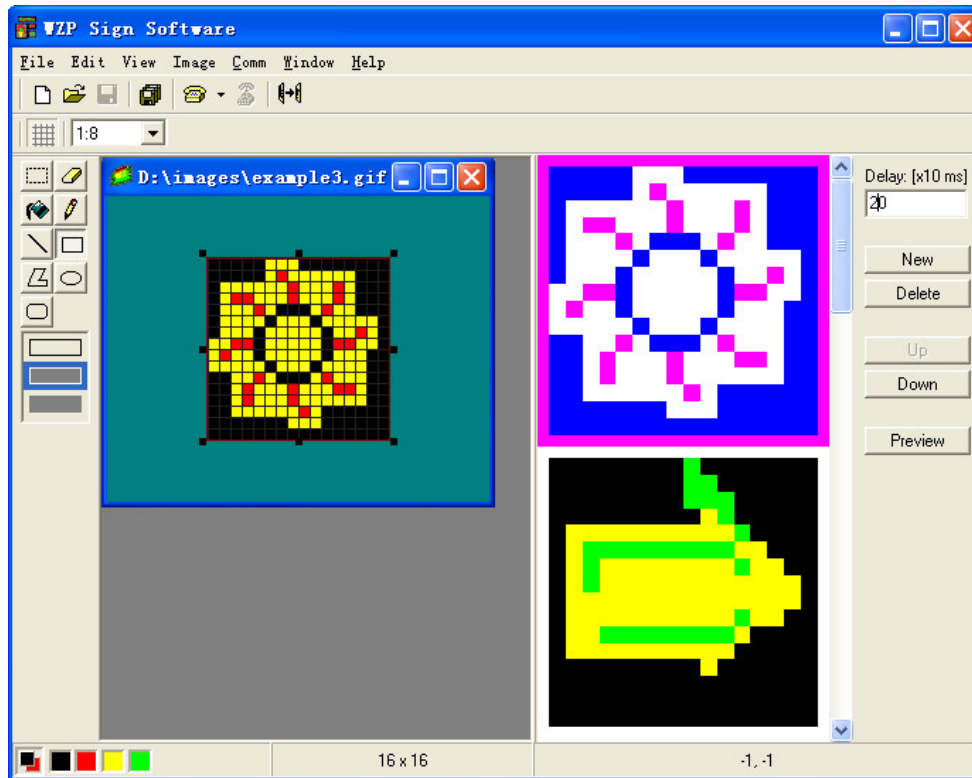 WZP Sign Software
File Edit View Image Comm Window Help
1:8
D:\images\example3.gif
Delay: [x10 ms]
20
New
Delete
Up
Down
Preview
16 x 16
-1, -1